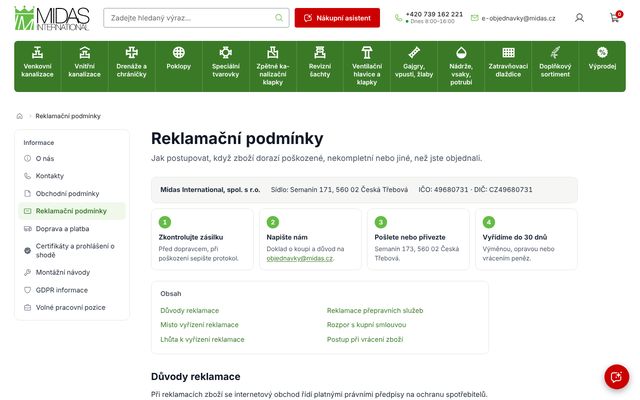 MIDAS
INTERNATIONAL
Zadejte hledaný výraz...
Nákupní asistent
+420 739 162 221
Dnes 8:00–16:00
e-objednavky@midas.cz
0
Venkovní
kanalizace
Vnitřní
kanalizace
Drenáže a
chráničky
Poklopy
Speciální
tvarovky
Zpětné ka-
nalizační
klapky
Revizní
šachty
Ventilační
hlavice a
klapky
Gajgry,
vpusti, žlaby
Nádrže,
vsaky,
potrubí
Zatravňovací
dlaždice
Doplňkový
sortiment
Výprodej
Reklamační podmínky
Informace
O nás
Kontakty
Obchodní podmínky
Reklamační podmínky
Doprava a platba
Certifikáty a prohlášení o
shodě
Montážní návody
GDPR informace
Volné pracovní pozice
Reklamační podmínky
Jak postupovat, když zboží dorazí poškozené, nekompletní nebo jiné, než jste objednali.
Midas International, spol. s r.o. Sídlo: Semanín 171, 560 02 Česká Třebová IČO: 49680731 · DIČ: CZ49680731
1
Zkontrolujte zásilku
Před dopravcem, při
poškození sepište protokol.
2
Napište nám
Doklad o koupi a důvod na
objednavky@midas.cz.
3
Pošlete nebo přivezte
Semanín 173, 560 02 Česká
Třebová.
4
Vyřídíme do 30 dnů
Výměnou, opravou nebo
vrácením peněz.
Obsah
Důvody reklamace
Reklamace přepravních služeb
Místo vyřízení reklamace
Rozpor s kupní smlouvou
Lhůta k vyřízení reklamace
Postup při vrácení zboží
Důvody reklamace
Při reklamacích zboží se internetový obchod řídí platnými právními předpisy na ochranu spotřebitelů.